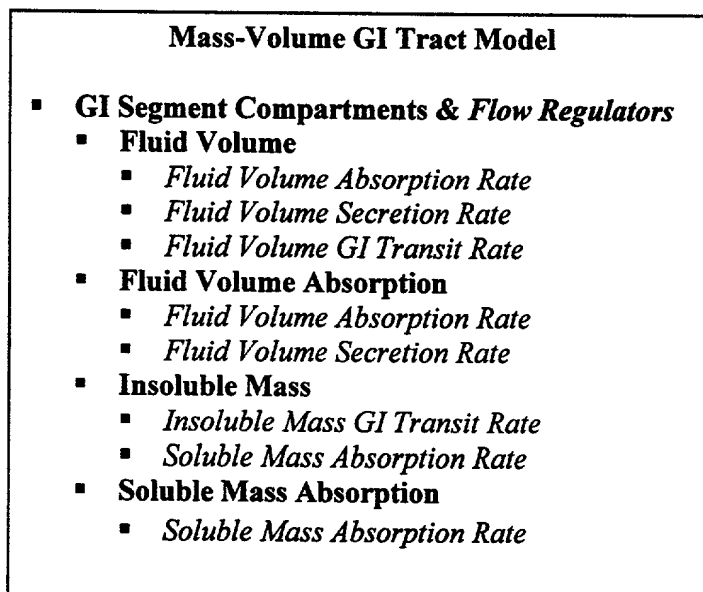 Mass-Volume GI Tract Model
▪ GI Segment Compartments & Flow Regulators
▪ Fluid Volume
▪ Fluid Volume Absorption Rate
▪ Fluid Volume Secretion Rate
▪ Fluid Volume GI Transit Rate
▪ Fluid Volume Absorption
▪ Fluid Volume Absorption Rate
▪ Fluid Volume Secretion Rate
▪ Insoluble Mass
▪ Insoluble Mass GI Transit Rate
▪ Soluble Mass Absorption Rate
▪ Soluble Mass Absorption
▪ Soluble Mass Absorption Rate